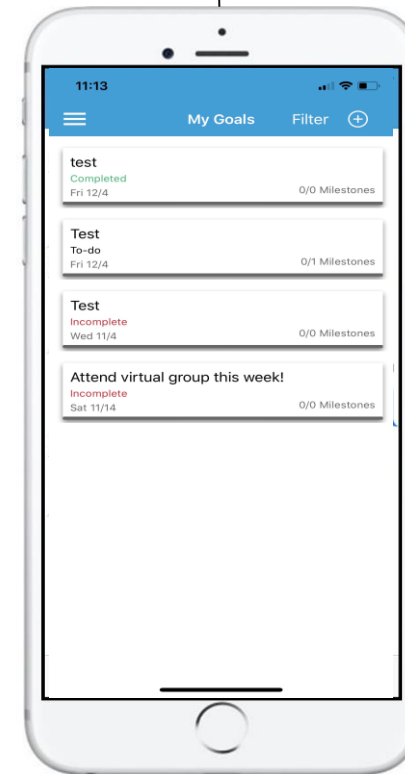 11:13
My Goals Filter
test
Completed
Fri 12/4 0/0 Milestones
Test
To-do
Fri 12/4 0/1 Milestones
Test
Incomplete
Wed 11/4 0/0 Milestones
Attend virtual group this week!
Incomplete
Sat 11/14 0/0 Milestones